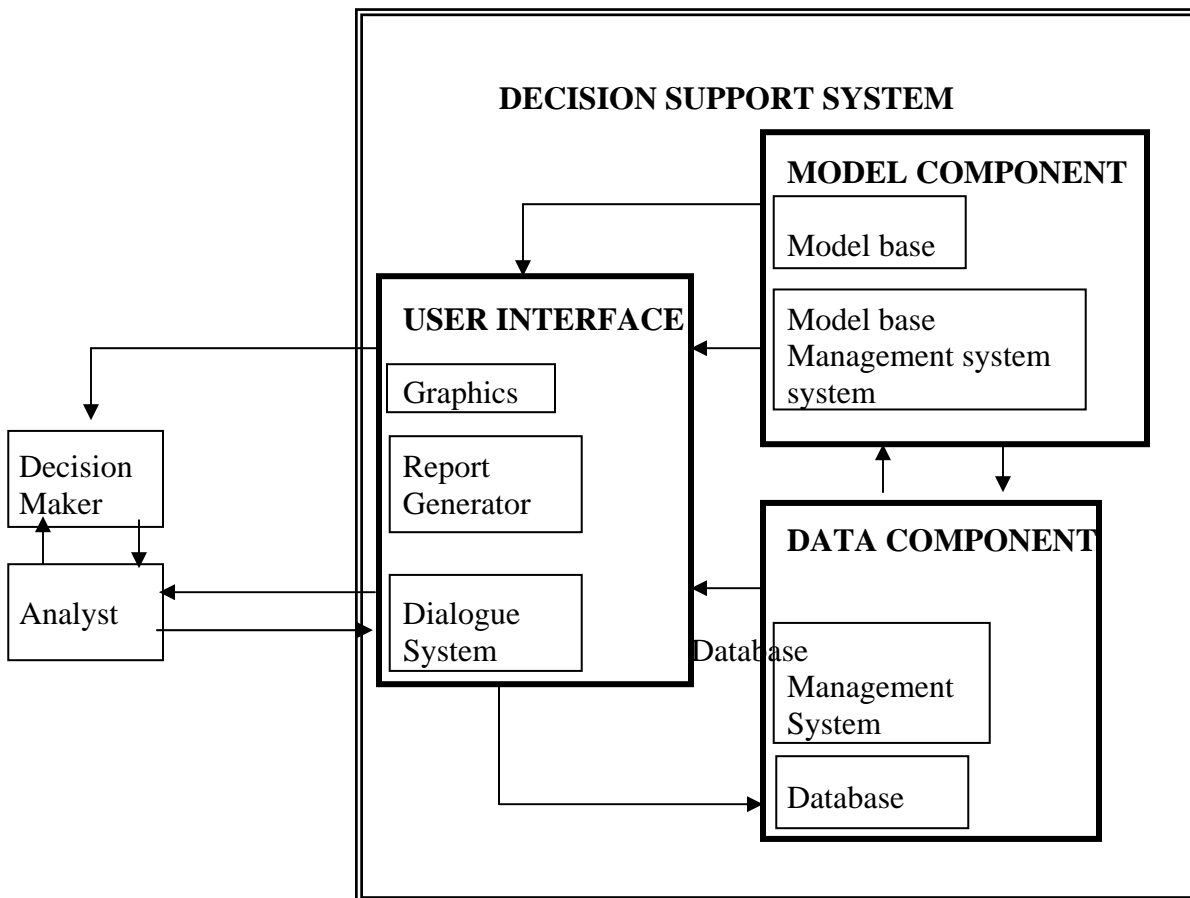 DECISION SUPPORT SYSTEM
MODEL COMPONENT
Model base
Model base
Management system
system
USER INTERFACE
Graphics
Report
Generator
Dialogue
System
Decision
Maker
Analyst
DATA COMPONENT
Database
Management
System
Database